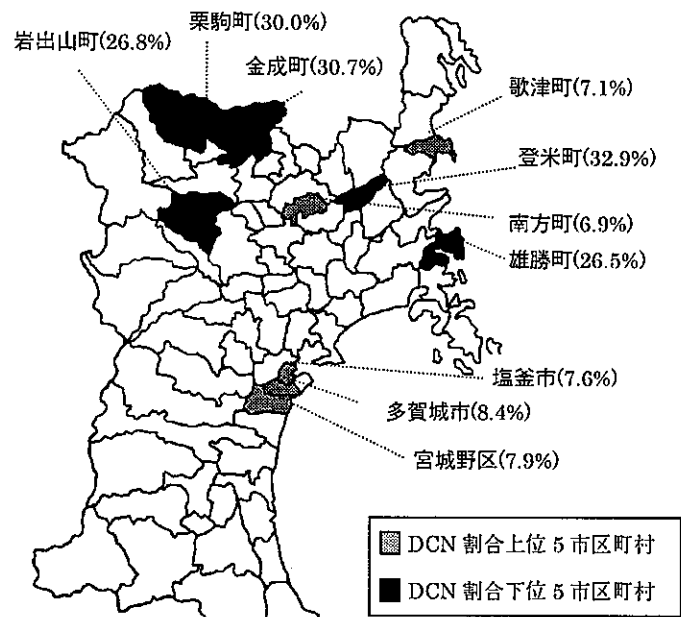 栗駒町(30.0%)
岩出山町(26.8%)
金成町(30.7%)
歌津町(7.1%)
登米町(32.9%)
南方町(6.9%)
雄勝町(26.5%)
塩釜市(7.6%)
多賀城市(8.4%)
宮城野区(7.9%)
DCN 割合上位 5 市区町村
DCN 割合下位 5 市区町村